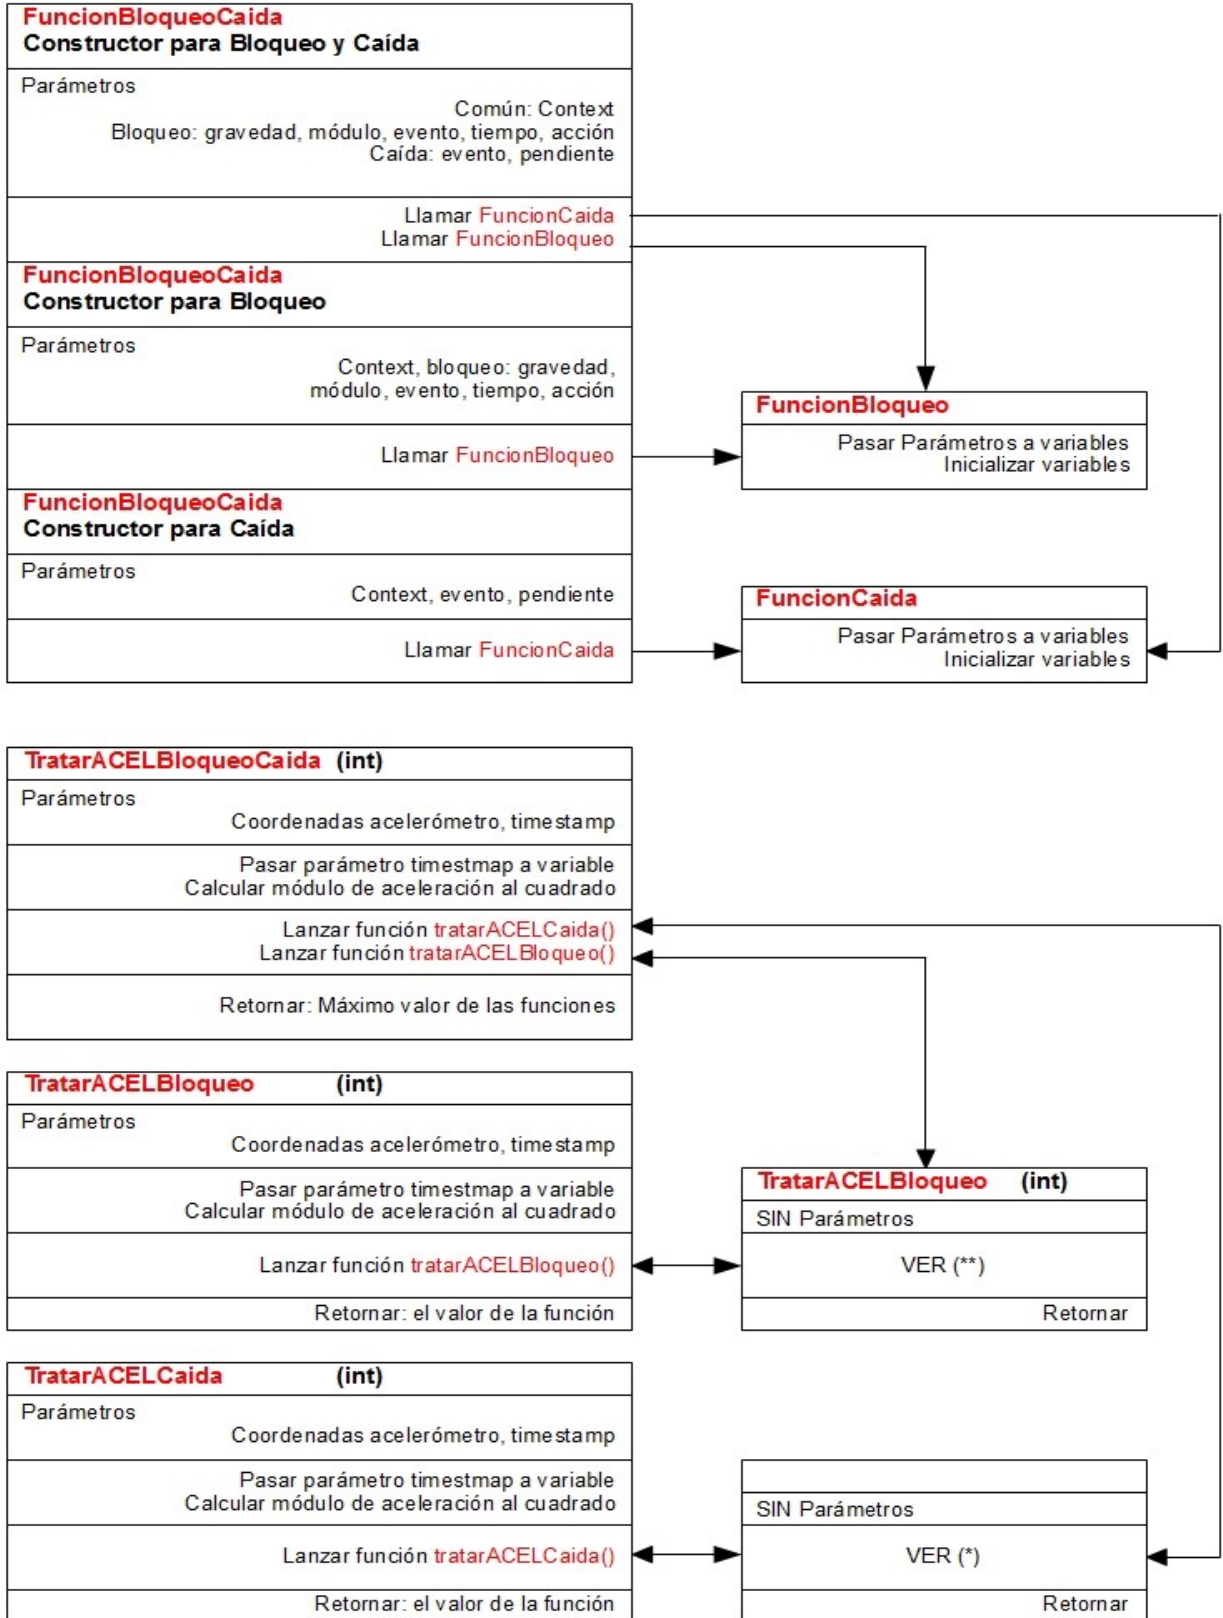 FuncionBloqueoCaida
Constructor para Bloqueo y Caída
Parámetros
Común: Context
Bloqueo: gravedad, módulo, evento, tiempo, acción
Caída: evento, pendiente
Llamar FuncionCaida
Llamar FuncionBloqueo
FuncionBloqueoCaida
Constructor para Bloqueo
Parámetros
Context, bloqueo: gravedad,
módulo, evento, tiempo, acción
Llamar FuncionBloqueo
FuncionBloqueo
Pasar Parámetros a variables
Inicializar variables
FuncionBloqueoCaida
Constructor para Caída
Parámetros
Context, evento, pendiente
Llamar FuncionCaida
FuncionCaida
Pasar Parámetros a variables
Inicializar variables
TratarACELBloqueoCaida (int)
Parámetros
Coordenadas acelerómetro, timestamp
Pasar parámetro timestmap a variable
Calcular módulo de aceleración al cuadrado
Lanzar función tratarACELCaida()
Lanzar función tratarACELBloqueo()
Retornar: Máximo valor de las funciones
TratarACELBloqueo (int)
Parámetros
Coordenadas acelerómetro, timestamp
Pasar parámetro timestmap a variable
Calcular módulo de aceleración al cuadrado
Lanzar función tratarACELBloqueo()
Retornar: el valor de la función
TratarACELBloqueo (int)
SIN Parámetros
VER (**)
Retornar
TratarACELCaida (int)
Parámetros
Coordenadas acelerómetro, timestamp
Pasar parámetro timestmap a variable
Calcular módulo de aceleración al cuadrado
Lanzar función tratarACELCaida()
Retornar: el valor de la función
SIN Parámetros
VER (*)
Retornar